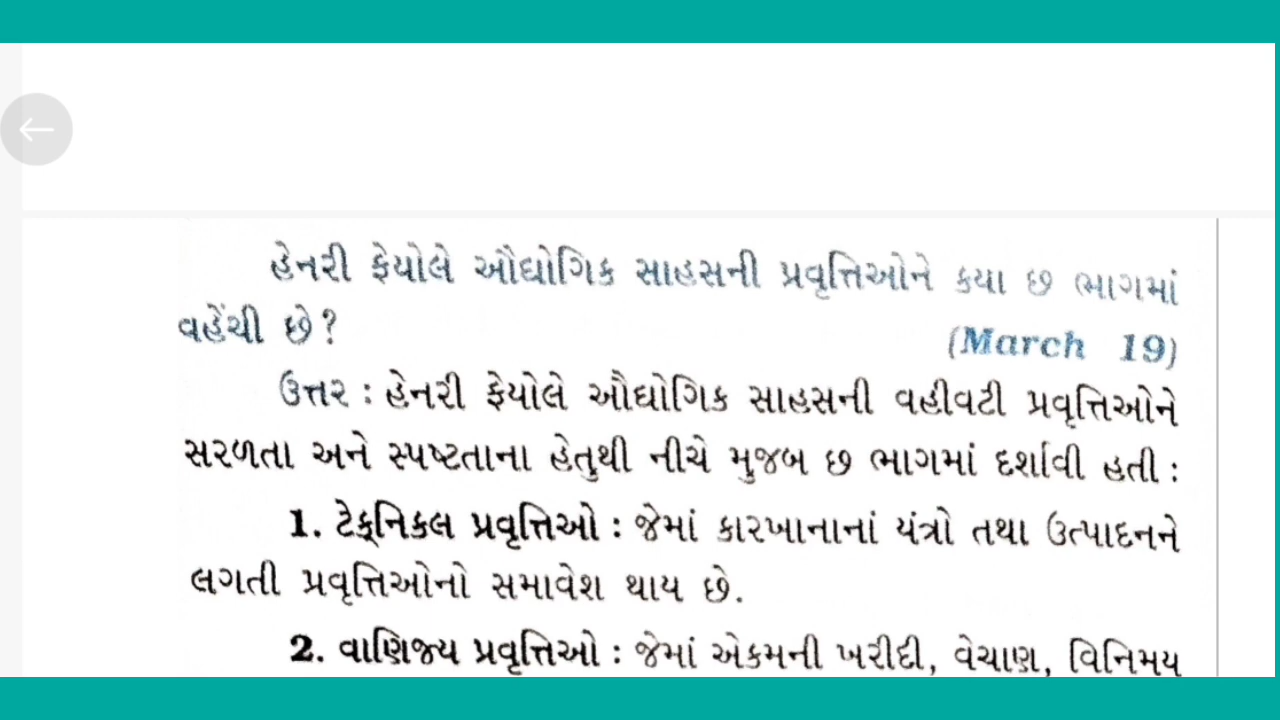 હેનરી ફેયોલે ઔદ્યોગિક સાહસની પ્રવૃત્તિઓને કયા છ ભાગમાં
વહેંચી છે?
(March 19)
ઉત્તર : હેનરી ફેયોલે ઔદ્યોગિક સાહસની વહીવટી પ્રવૃત્તિઓને
સરળતા અને સ્પષ્ટતાના હેતુથી નીચે મુજબ છ ભાગમાં દર્શાવી હતી :
1. ટેક્નિકલ પ્રવૃત્તિઓ : જેમાં કારખાનાનાં યંત્રો તથા ઉત્પાદનને
લગતી પ્રવૃત્તિઓનો સમાવેશ થાય છે.
2. વાણિજ્ય પ્રવૃત્તિઓ : જેમાં એકમની ખરીદી, વેચાણ, વિનિમય